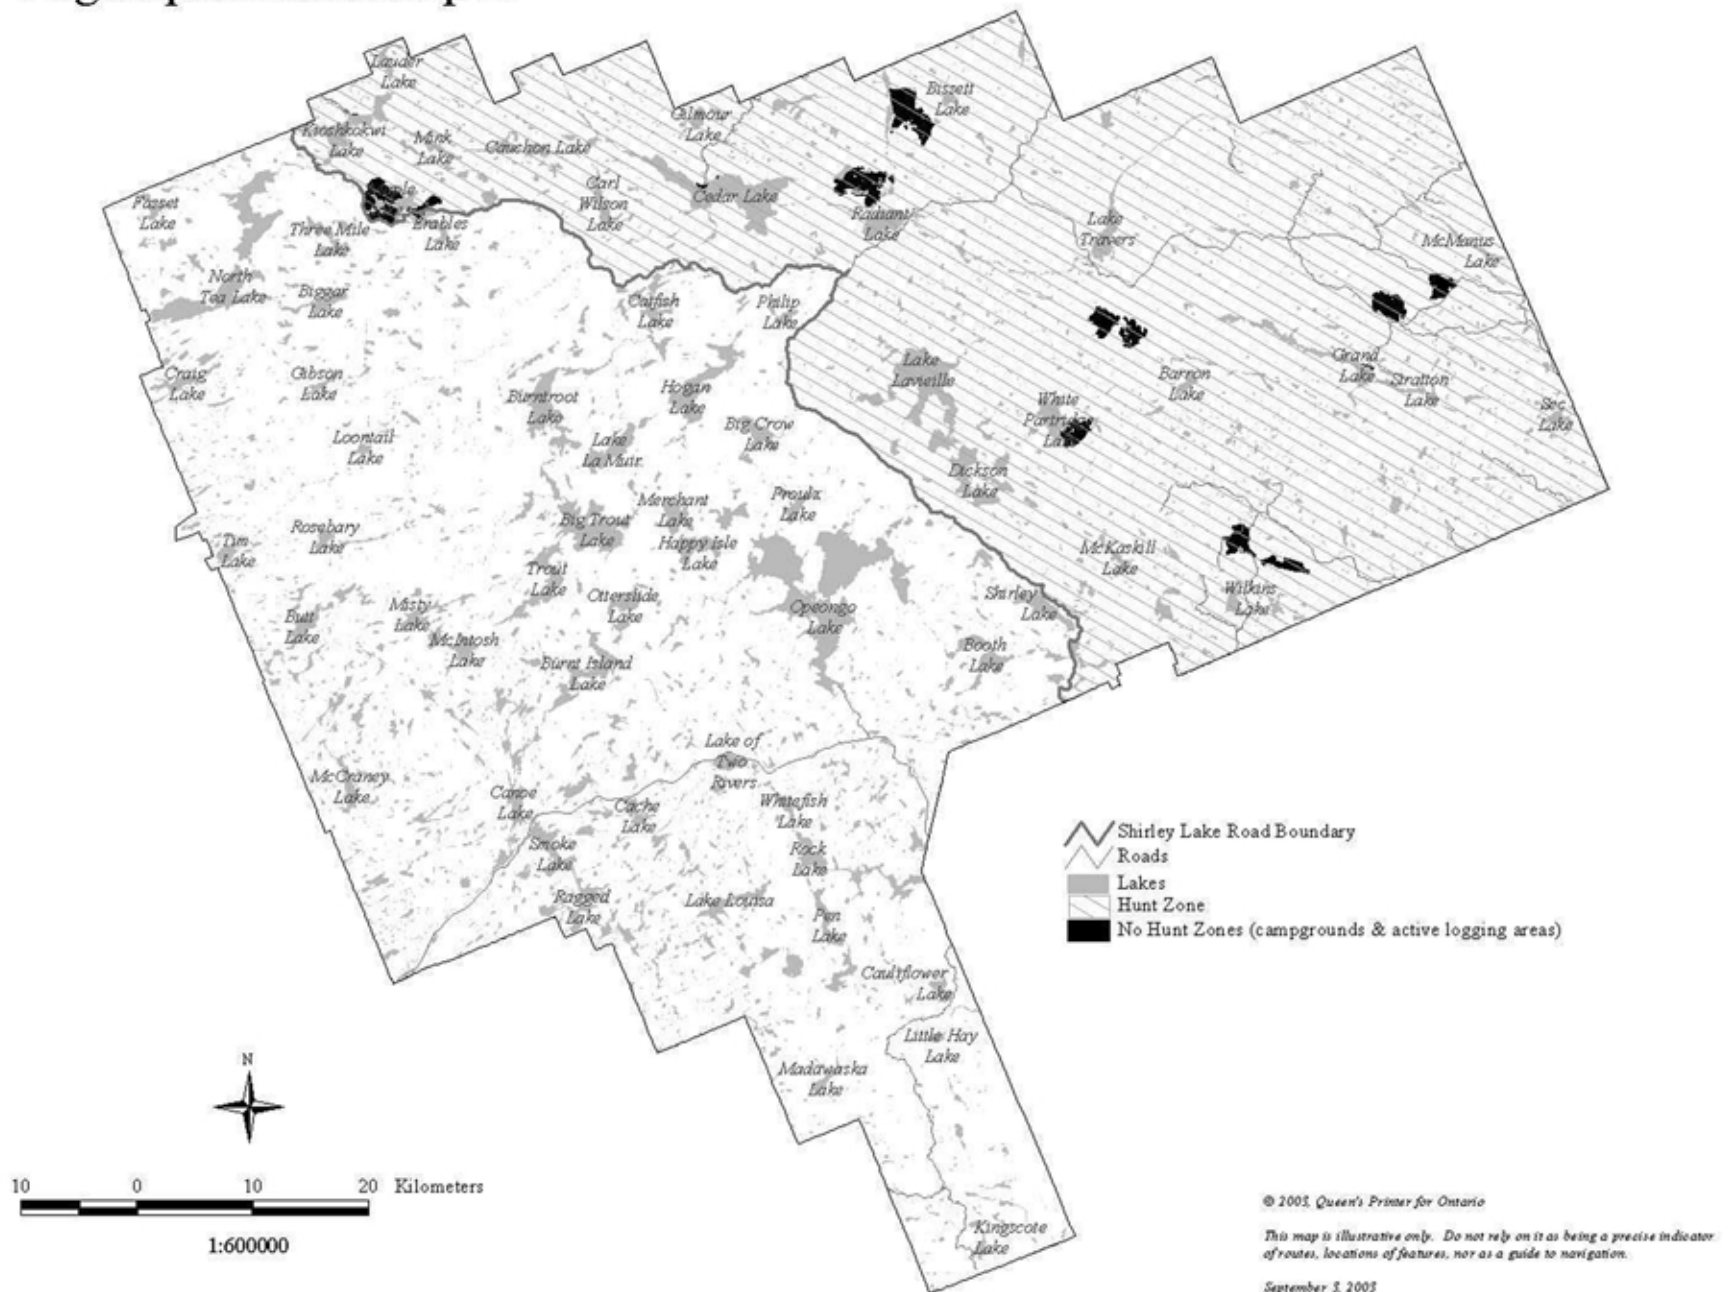 Lauder
Lake
Kioshkokwi
Lake
Mink
Lake
Cauchon Lake
Gilmour
Lake
Bissett
Lake
Carl
Wilson
Lake
Cedar Lake
Radiant
Lake
Lake
Travers
McManus
Lake
Fasset
Lake
Three Mile
Lake
Erables
Lake
North
Tea Lake
Biggar
Lake
Catfish
Lake
Philip
Lake
Craig
Lake
Gibson
Lake
Burntroot
Lake
Hogan
Lake
Lake
Lavieille
White
Partridge
Lake
Barron
Lake
Grand
Lake
Stratton
Lake
Sec
Lake
Loontail
Lake
Lake
La Muir
Big Crow
Lake
Dickson
Lake
Merchant
Lake
Proulx
Lake
Big Trout
Lake
Happy Isle
Lake
Rosebary
Lake
Tim
Lake
Trout
Lake
Otterslide
Lake
Opeongo
Lake
Shirley
Lake
McKaskill
Lake
Wilkins
Lake
Butt
Lake
Misty
Lake
McIntosh
Lake
Burnt Island
Lake
Booth
Lake
McCraney
Lake
Canoe
Lake
Lake of
Two
Rivers
Cache
Lake
Whitefish
Lake
Smoke
Lake
Rock
Lake
Ragged
Lake
Lake Louisa
Pen
Lake
Cauliflower
Lake
Little Hay
Lake
Madawaska
Lake
Kingscote
Lake
Shirley Lake Road Boundary
Roads
Lakes
Hunt Zone
No Hunt Zones (campgrounds & active logging areas)
N
10 0 10 20 Kilometers
1:600000
© 2005, Queen's Printer for Ontario
This map is illustrative only. Do not rely on it as being a precise indicator
of routes, locations of features, nor as a guide to navigation.